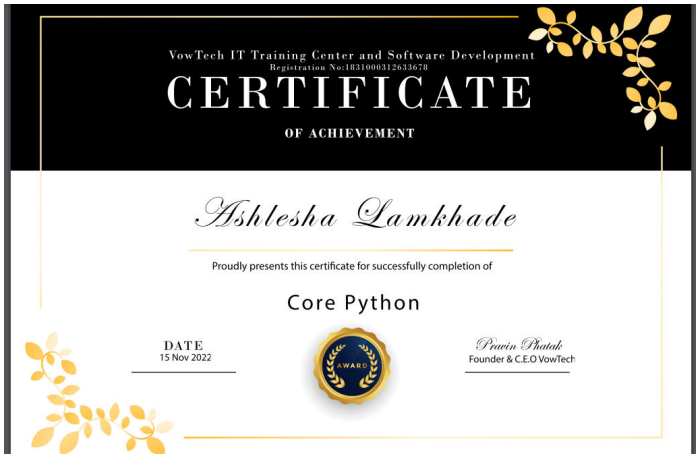 VowTech IT Training Center and Software Development
Registration No:1831000312633678
CERTIFICATE
OF ACHIEVEMENT
Ashlesha Lamkhade
Proudly presents this certificate for successfully completion of
Core Python
DATE
15 Nov 2022
AWARD
Pravin Phatak
Founder & C.E.O VowTech